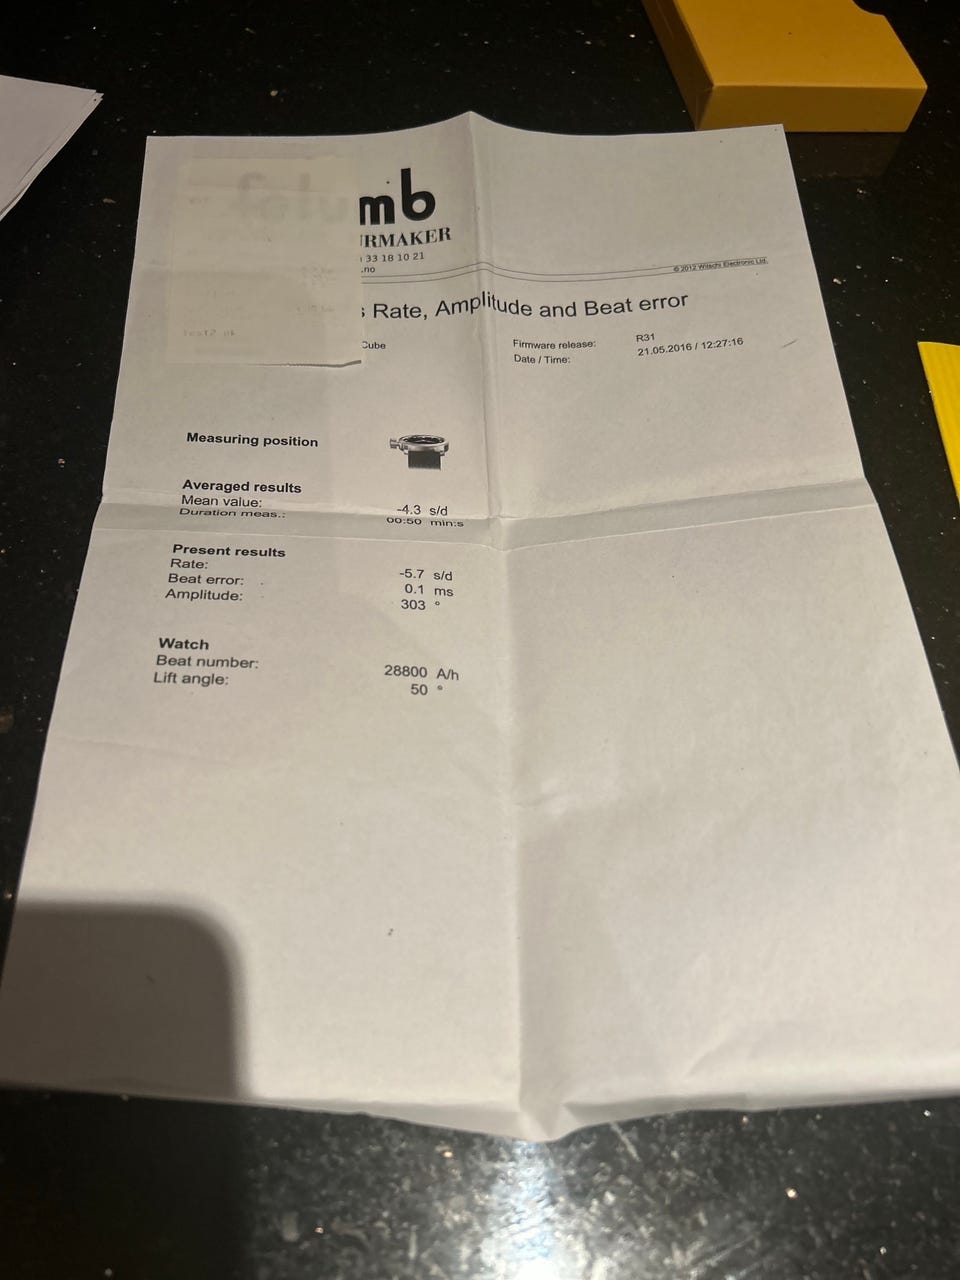 mb
URMAKER
33 18 10 21
.no
© 2012 Witschi Electronic Ltd.
Rate, Amplitude and Beat error
Cube
Firmware release: R31
Date / Time: 21.05.2016 / 12:27:16
Measuring position
Averaged results
Mean value: -4.3 s/d
Duration meas.: 00:50 min:s
Present results
Rate: -5.7 s/d
Beat error: 0.1 ms
Amplitude: 303 °
Watch
Beat number: 28800 A/h
Lift angle: 50 °